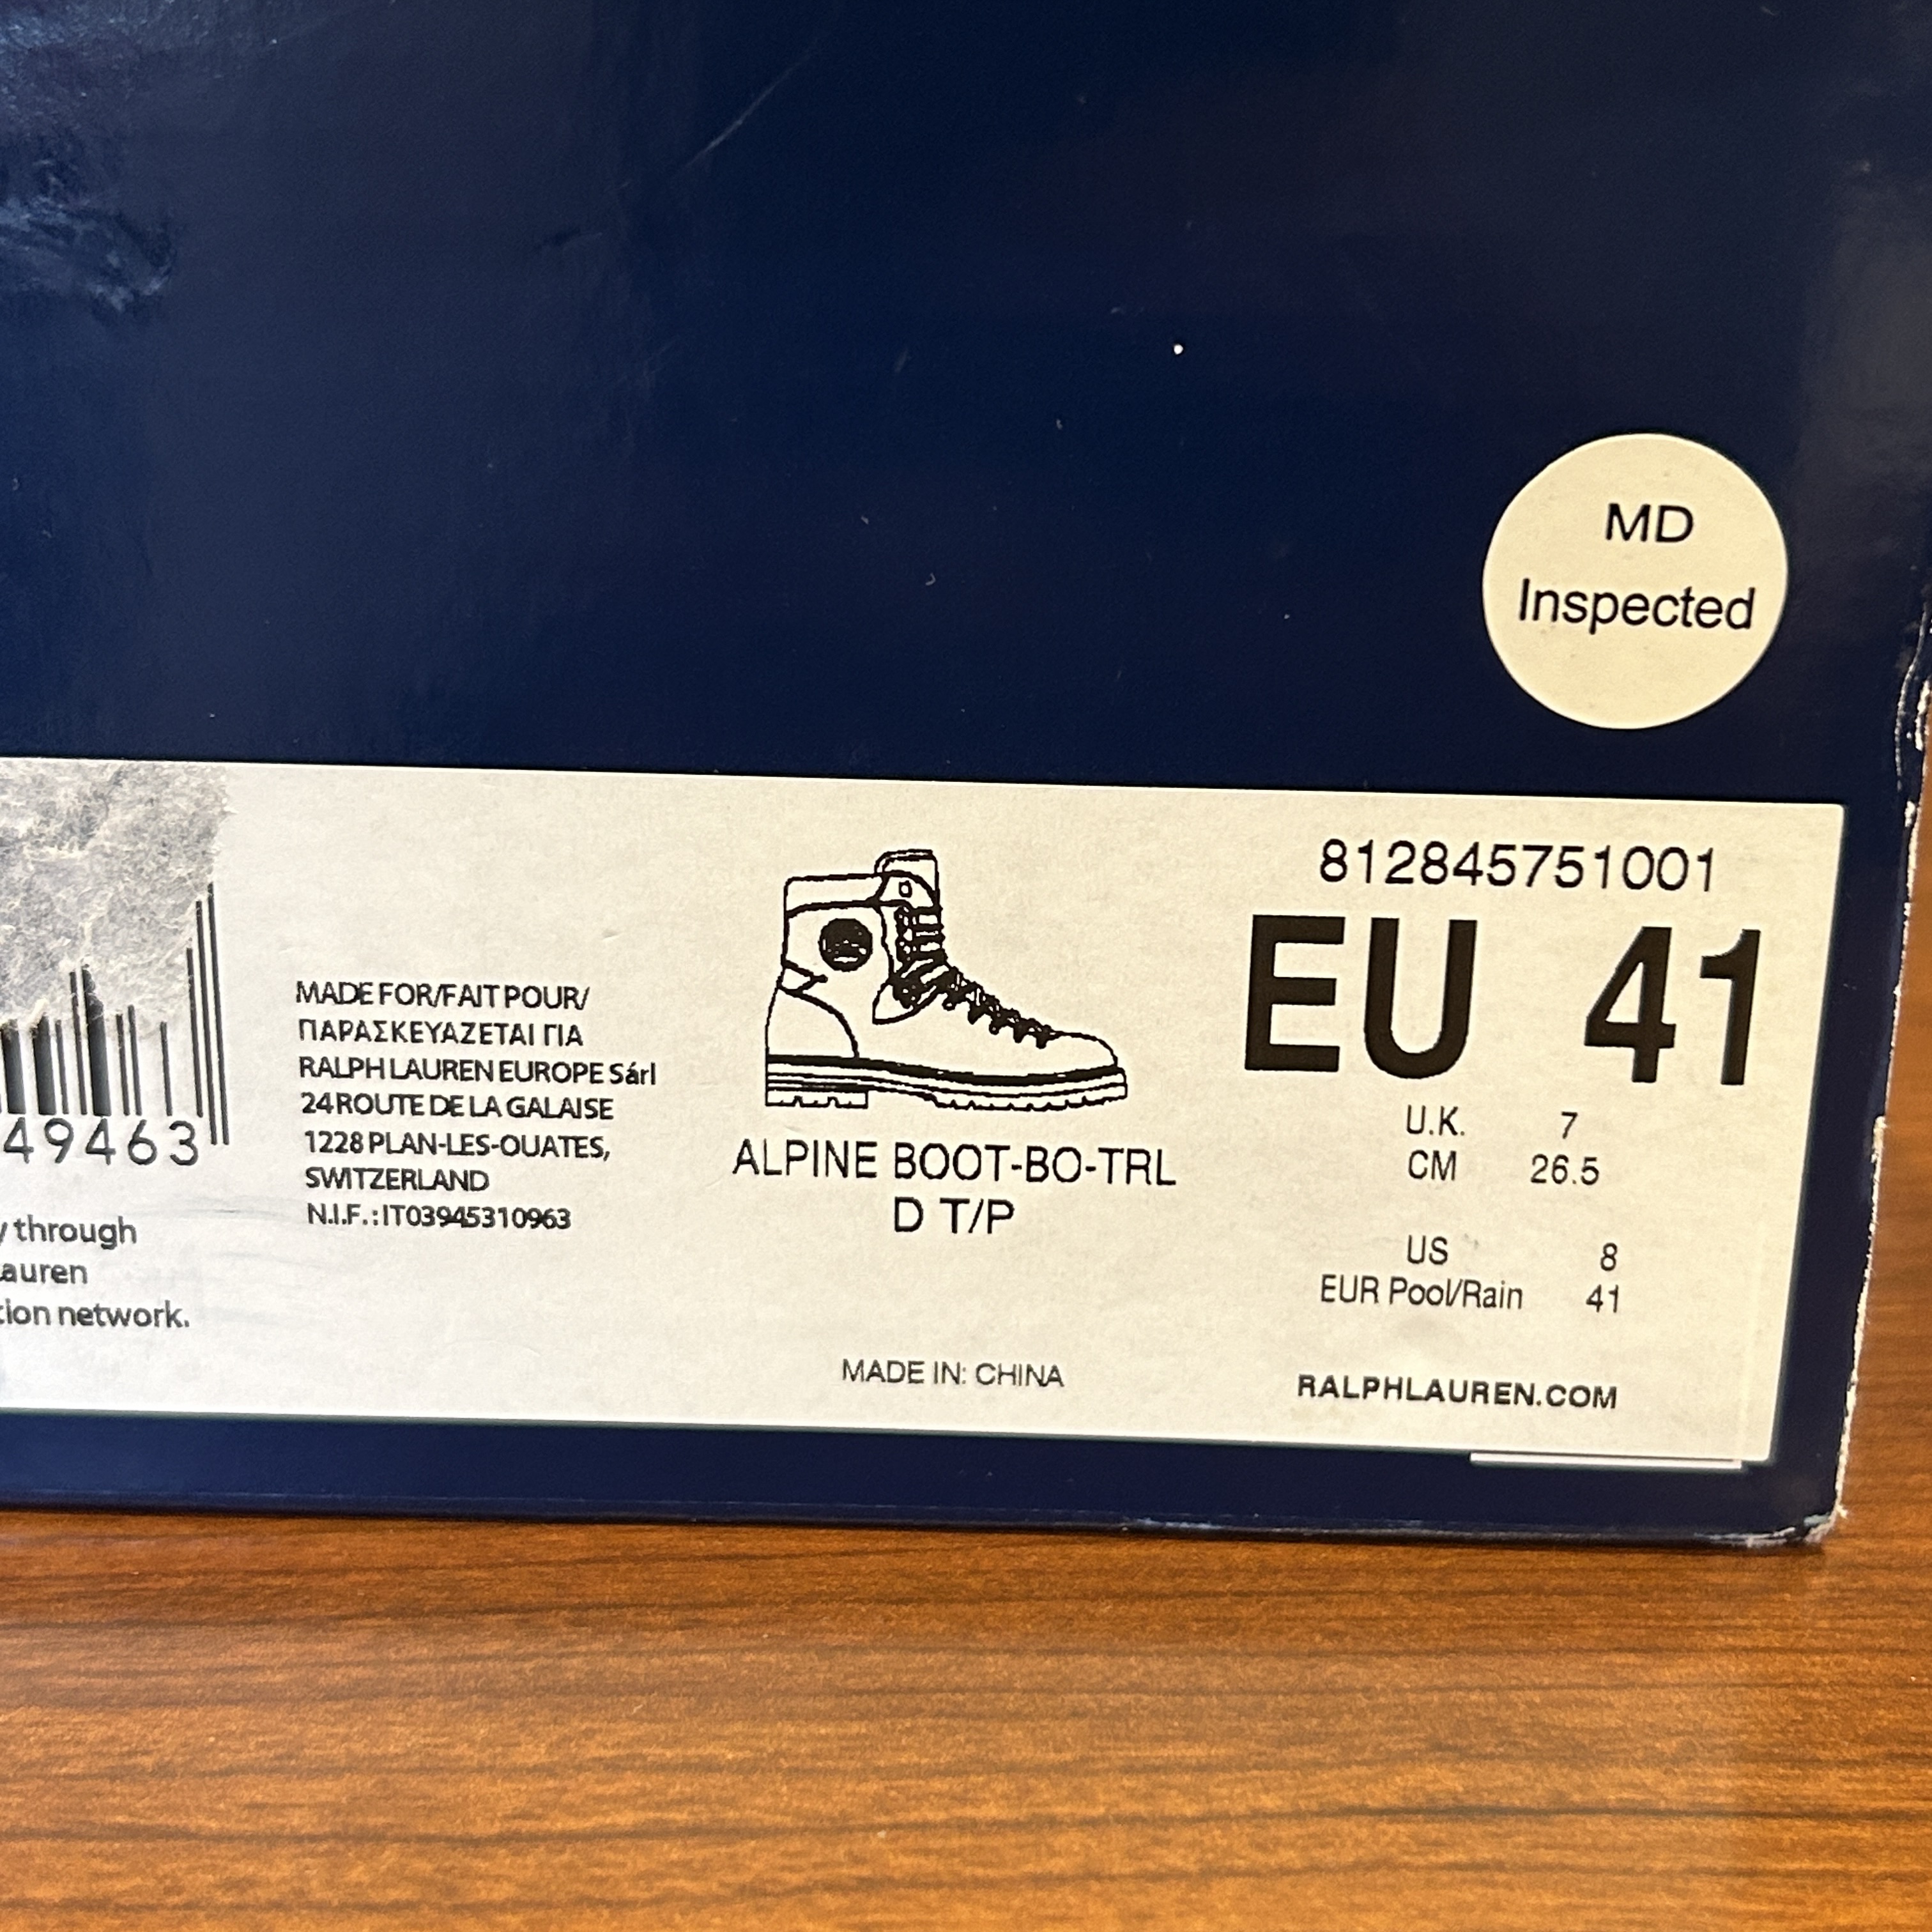 MD
Inspected
49463
through
tion network.
MADE FOR/FAIT POUR/
ΠΑΡΑΣΚΕΥΑΖΕΤΑΙ ΓΙΑ
RALPH LAUREN EUROPE Sárl
24 ROUTE DE LA GALAISE
1228 PLAN-LES-OUATES,
SWITZERLAND
N.I.F.:IT03945310963
ALPINE BOOT-BO-TRL
D T/P
MADE IN: CHINA
812845751001
EU 41
U.K. 7
CM 26.5
US 8
EUR Pool/Rain 41
RALPHLAUREN.COM